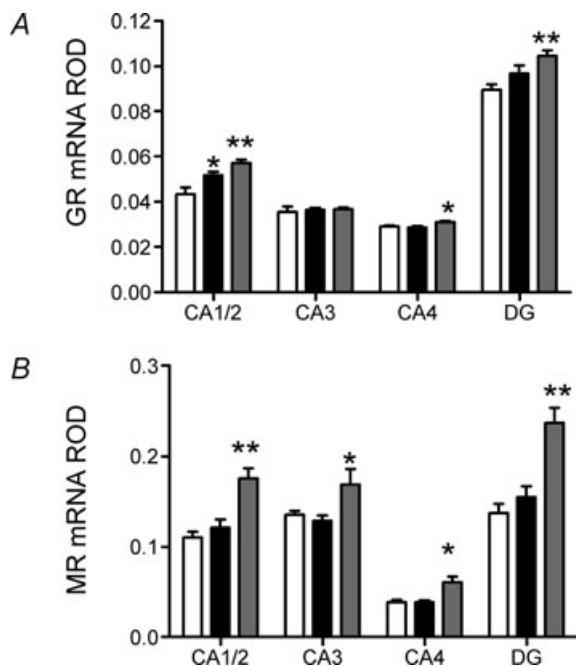 A
GR mRNA ROD
0.12
0.10
0.08
0.06
0.04
0.02
0.00
* ** * **
CA1/2 CA3 CA4 DG
B
MR mRNA ROD
0.3
0.2
0.1
0.0
** * * **
CA1/2 CA3 CA4 DG